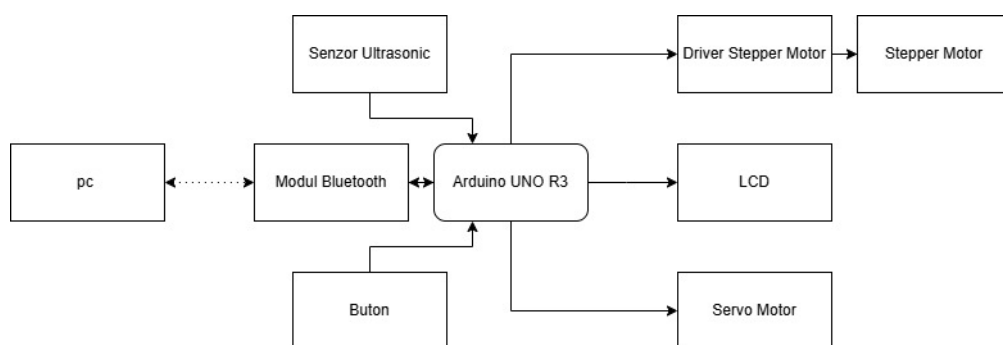 Senzor Ultrasonic
Driver Stepper Motor
Stepper Motor
pc
Modul Bluetooth
Arduino UNO R3
LCD
Buton
Servo Motor